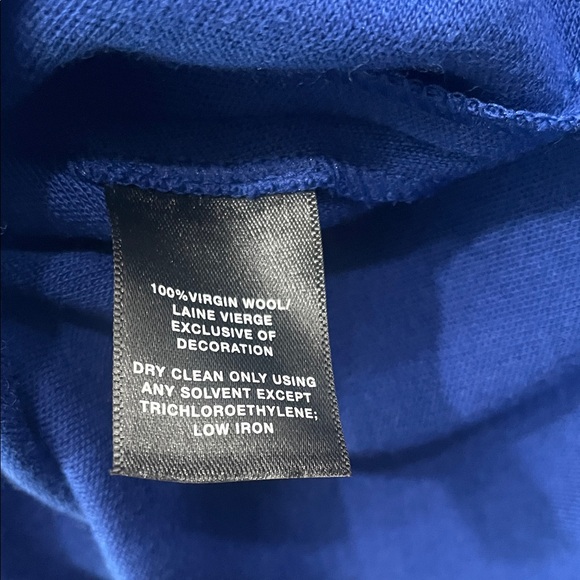 100%VIRGIN WOOL/
LAINE VIERGE
EXCLUSIVE OF
DECORATION
DRY CLEAN ONLY USING
ANY SOLVENT EXCEPT
TRICHLOROETHYLENE;
LOW IRON